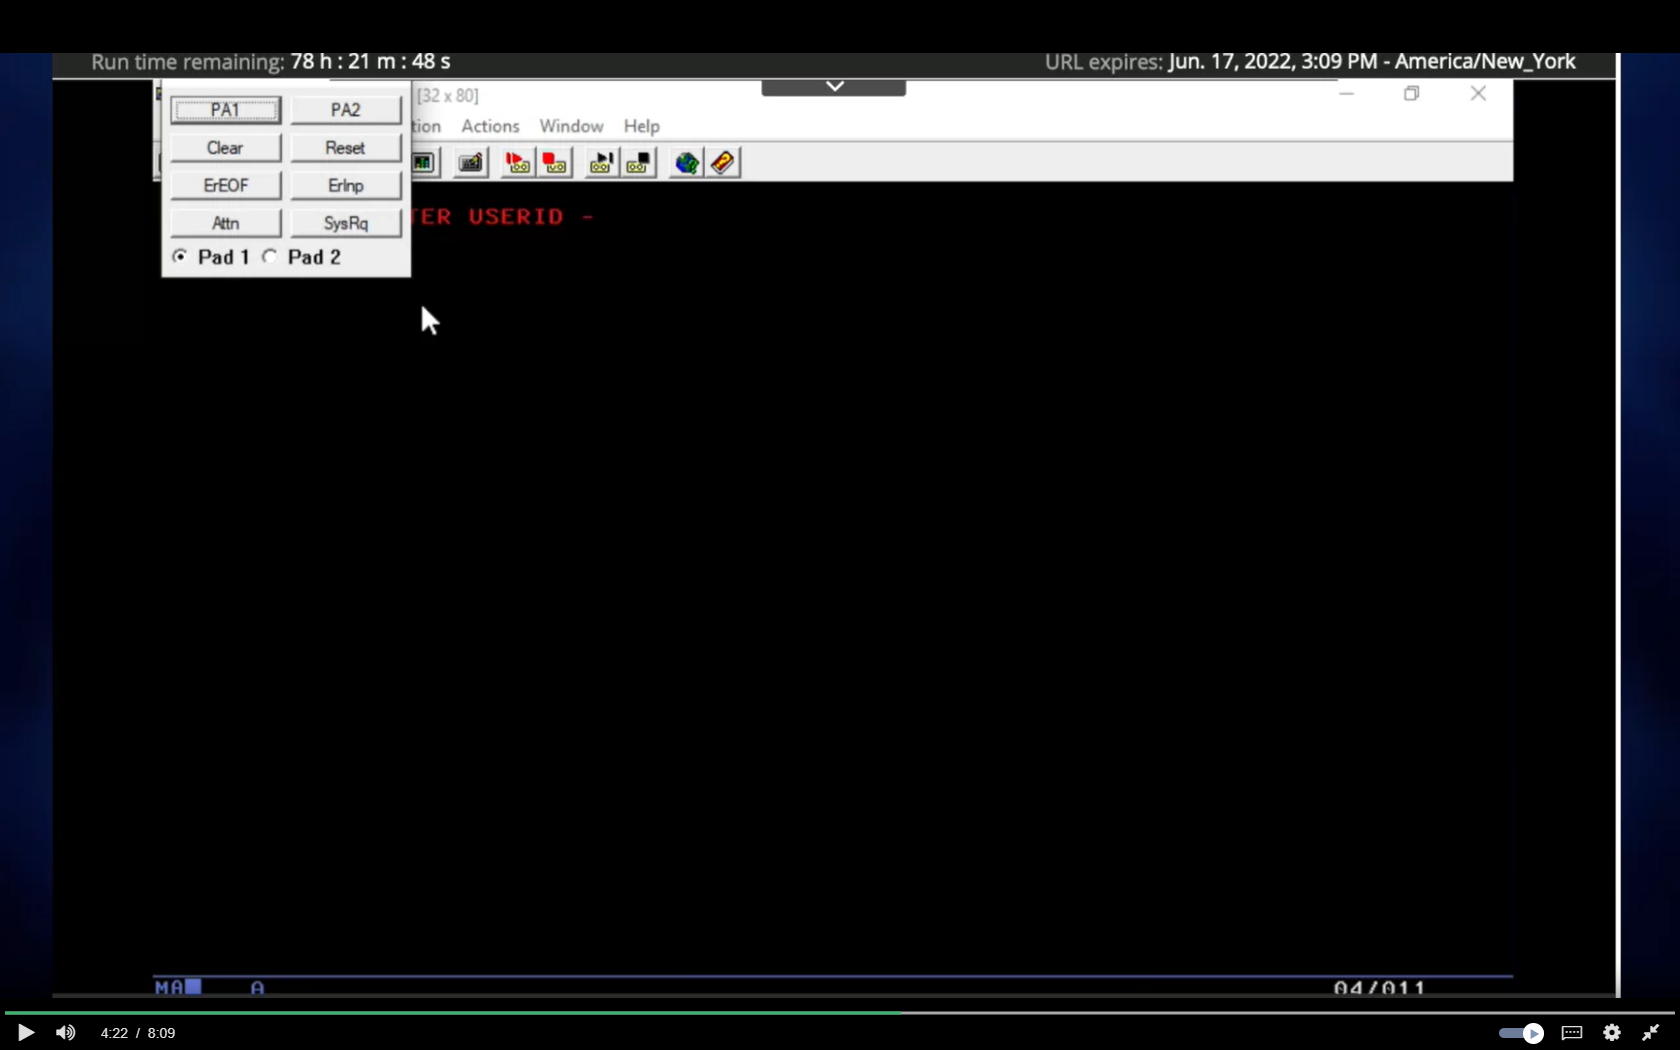 Run time remaining: 78 h : 21 m : 48 s
URL expires: Jun. 17, 2022, 3:09 PM - America/New_York
[32 x 80]
tion Actions Window Help
PA1 PA2
Clear Reset
ErEOF ErInp
Attn SysRq
Pad 1 Pad 2
TER USERID -
MA A
04/011
4:22 / 8:09